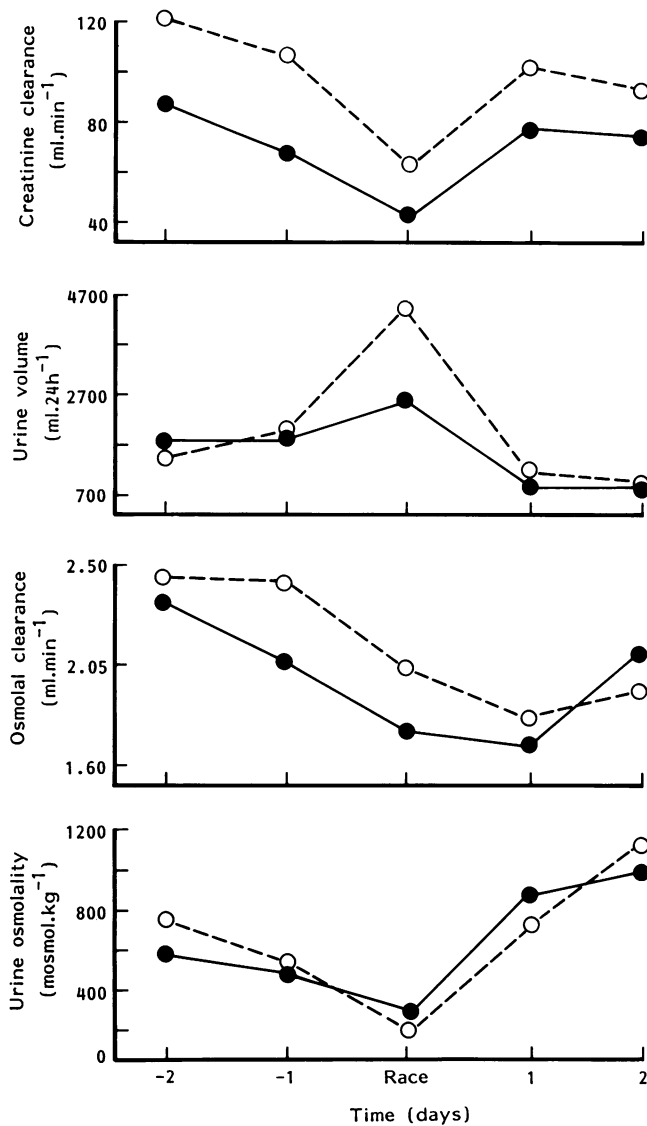 Creatinine clearance
(ml.min⁻¹)
120
80
40
Urine volume
(ml.24h⁻¹)
4700
2700
700
Osmolal clearance
(ml.min⁻¹)
2.50
2.05
1.60
Urine osmolality
(mosmol.kg⁻¹)
1200
800
400
0
-2 -1 Race 1 2
Time (days)